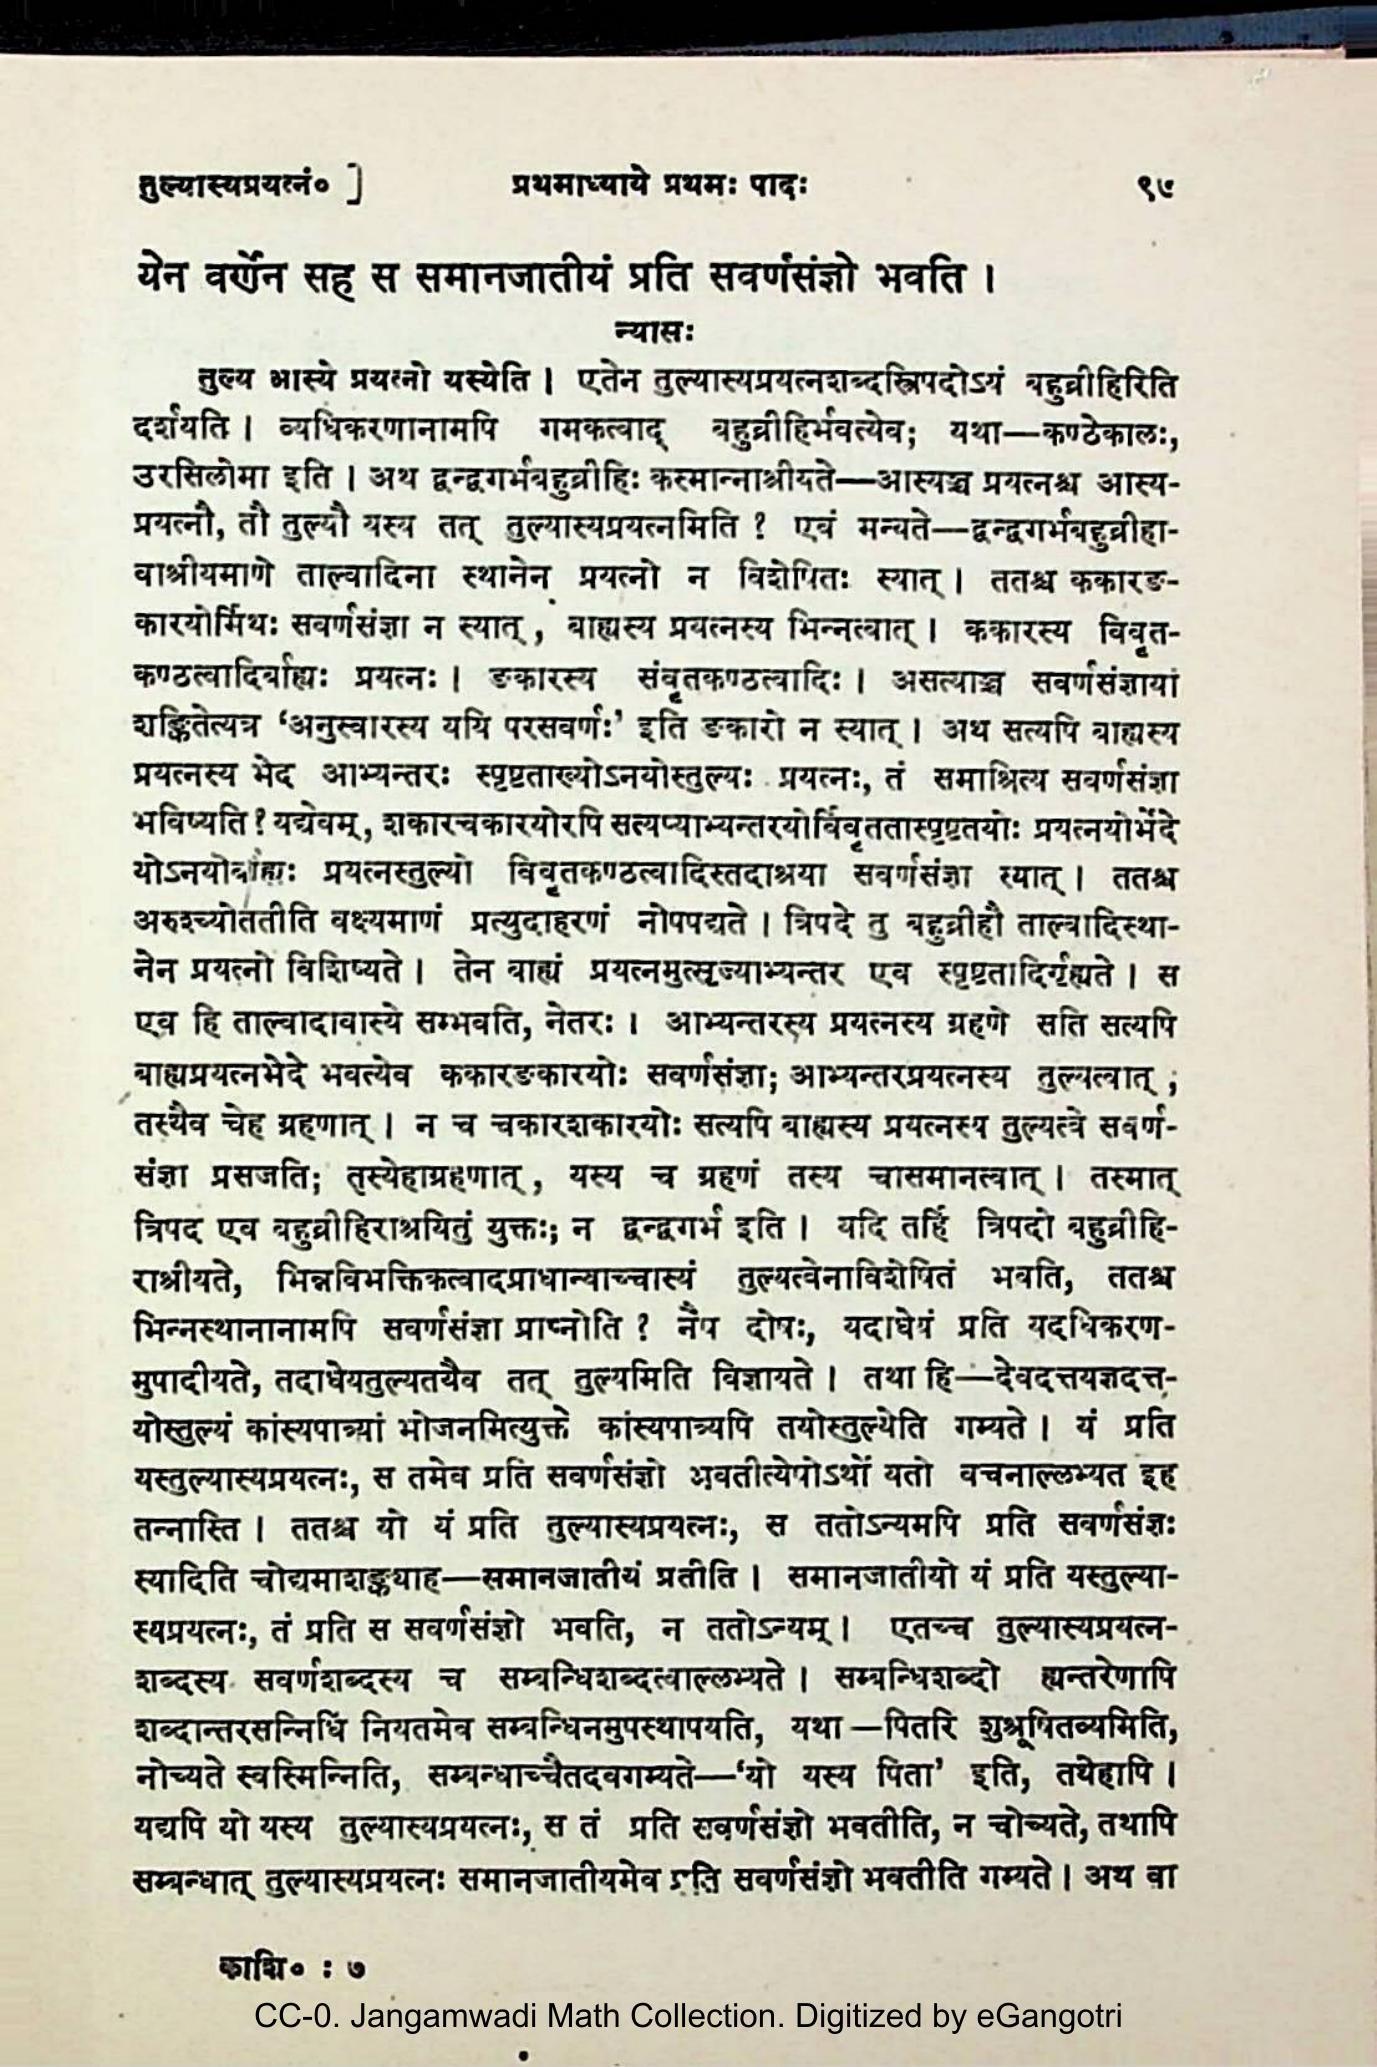 तुल्यास्यप्रयत्नं० ]
प्रथमाध्याये प्रथमः पादः
९७
येन वर्णेन सह स समानजातीयं प्रति सवर्णसंज्ञो भवति ।
न्यासः
तुल्य आस्ये प्रयत्नो यस्येति । एतेन तुल्यास्यप्रयत्नशब्दस्त्रिपदोऽयं बहुव्रीहिरिति
दर्शयति । व्यधिकरणानामपि गमकत्वाद् बहुव्रीहिर्भवत्येव; यथा—कण्ठेकालः,
उरसिलोमा इति । अथ द्वन्द्वगर्भबहुव्रीहिः कस्मान्नाश्रीयते—आस्यञ्च प्रयत्नश्च आस्य-
प्रयत्नौ, तौ तुल्यौ यस्य तत् तुल्यास्यप्रयत्नमिति ? एवं मन्यते—द्वन्द्वगर्भबहुव्रीहा-
वाश्रीयमाणे ताल्वादिना स्थानेन प्रयत्नो न विशेषितः स्यात् । ततश्च ककारङ-
कारयोर्मिथः सवर्णसंज्ञा न स्यात् , बाह्यस्य प्रयत्नस्य भिन्नत्वात् । ककारस्य विवृत-
कण्ठत्वादिर्बाह्यः प्रयत्नः । ङकारस्य संवृतकण्ठत्वादिः । असत्याञ्च सवर्णसंज्ञायां
शङ्कितेत्यत्र ‘अनुस्वारस्य ययि परसवर्णः’ इति ङकारो न स्यात् । अथ सत्यपि बाह्यस्य
प्रयत्नस्य भेद आभ्यन्तरः स्पृष्टताख्योऽनयोस्तुल्यः प्रयत्नः, तं समाश्रित्य सवर्णसंज्ञा
भविष्यति ? यद्येवम्, शकारचकारयोरपि सत्यप्याभ्यन्तरयोर्विवृततास्पृष्टतयोः प्रयत्नयोर्भेदे
योऽनयोर्बाह्यः प्रयत्नस्तुल्यो विवृतकण्ठत्वादिस्तदाश्रया सवर्णसंज्ञा स्यात् । ततश्च
अरुश्च्योततीति वक्ष्यमाणं प्रत्युदाहरणं नोपपद्यते । त्रिपदे तु बहुव्रीहौ ताल्वादिस्था-
नेन प्रयत्नो विशिष्यते । तेन बाह्यं प्रयत्नमुत्सृज्याभ्यन्तर एव स्पृष्टतादिर्गृह्यते । स
एव हि ताल्वादावास्ये सम्भवति, नेतरः । आभ्यन्तरस्य प्रयत्नस्य ग्रहणे सति सत्यपि
बाह्यप्रयत्नभेदे भवत्येव ककारङकारयोः सवर्णसंज्ञा; आभ्यन्तरप्रयत्नस्य तुल्यत्वात् ;
तस्यैव चेह ग्रहणात् । न च चकारशकारयोः सत्यपि बाह्यस्य प्रयत्नस्य तुल्यत्वे सवर्ण-
संज्ञा प्रसजति; तस्येहाग्रहणात् , यस्य च ग्रहणं तस्य चासमानत्वात् । तस्मात्
त्रिपद एव बहुव्रीहिराश्रयितुं युक्तः; न द्वन्द्वगर्भ इति । यदि तर्हि त्रिपदो बहुव्रीहि-
राश्रीयते, भिन्नविभक्तिकत्वादप्राधान्याच्चास्यं तुल्यत्वेनाविशेषितं भवति, ततश्च
भिन्नस्थानानामपि सवर्णसंज्ञा प्राप्नोति ? नैष दोषः, यदाधेयं प्रति यदधिकरण-
मुपादीयते, तदाधेयतुल्यतयैव तत् तुल्यमिति विज्ञायते । तथा हि—देवदत्तयज्ञदत्त-
योस्तुल्यं कांस्यपात्र्यां भोजनमित्युक्ते कांस्यपात्र्यपि तयोस्तुल्येति गम्यते । यं प्रति
यस्तुल्यास्यप्रयत्नः, स तमेव प्रति सवर्णसंज्ञो भवतीत्येषोऽर्थो यतो वचनाल्लभ्यत इह
तन्नास्ति । ततश्च यो यं प्रति तुल्यास्यप्रयत्नः, स ततोऽन्यमपि प्रति सवर्णसंज्ञः
स्यादिति चोद्यमाशङ्क्याह—समानजातीयं प्रतीति । समानजातीयो यं प्रति यस्तुल्या-
स्यप्रयत्नः, तं प्रति स सवर्णसंज्ञो भवति, न ततोऽन्यम् । एतच्च तुल्यास्यप्रयत्न-
शब्दस्य सवर्णशब्दस्य च सम्बन्धिशब्दत्वाल्लभ्यते । सम्बन्धिशब्दो ह्यन्तरेणापि
शब्दान्तरसन्निधिं नियतमेव सम्बन्धिनमुपस्थापयति, यथा—पितरि शुश्रूषितव्यमिति,
नोच्यते स्वस्मिन्निति, सम्बन्धाच्चैतदवगम्यते—‘यो यस्य पिता’ इति, तथेहापि ।
यद्यपि यो यस्य तुल्यास्यप्रयत्नः, स तं प्रति सवर्णसंज्ञो भवतीति, न चोच्यते, तथापि
सम्बन्धात् तुल्यास्यप्रयत्नः समानजातीयमेव प्रति सवर्णसंज्ञो भवतीति गम्यते । अथ वा
काशि० : ७
CC-0. Jangamwadi Math Collection. Digitized by eGangotri